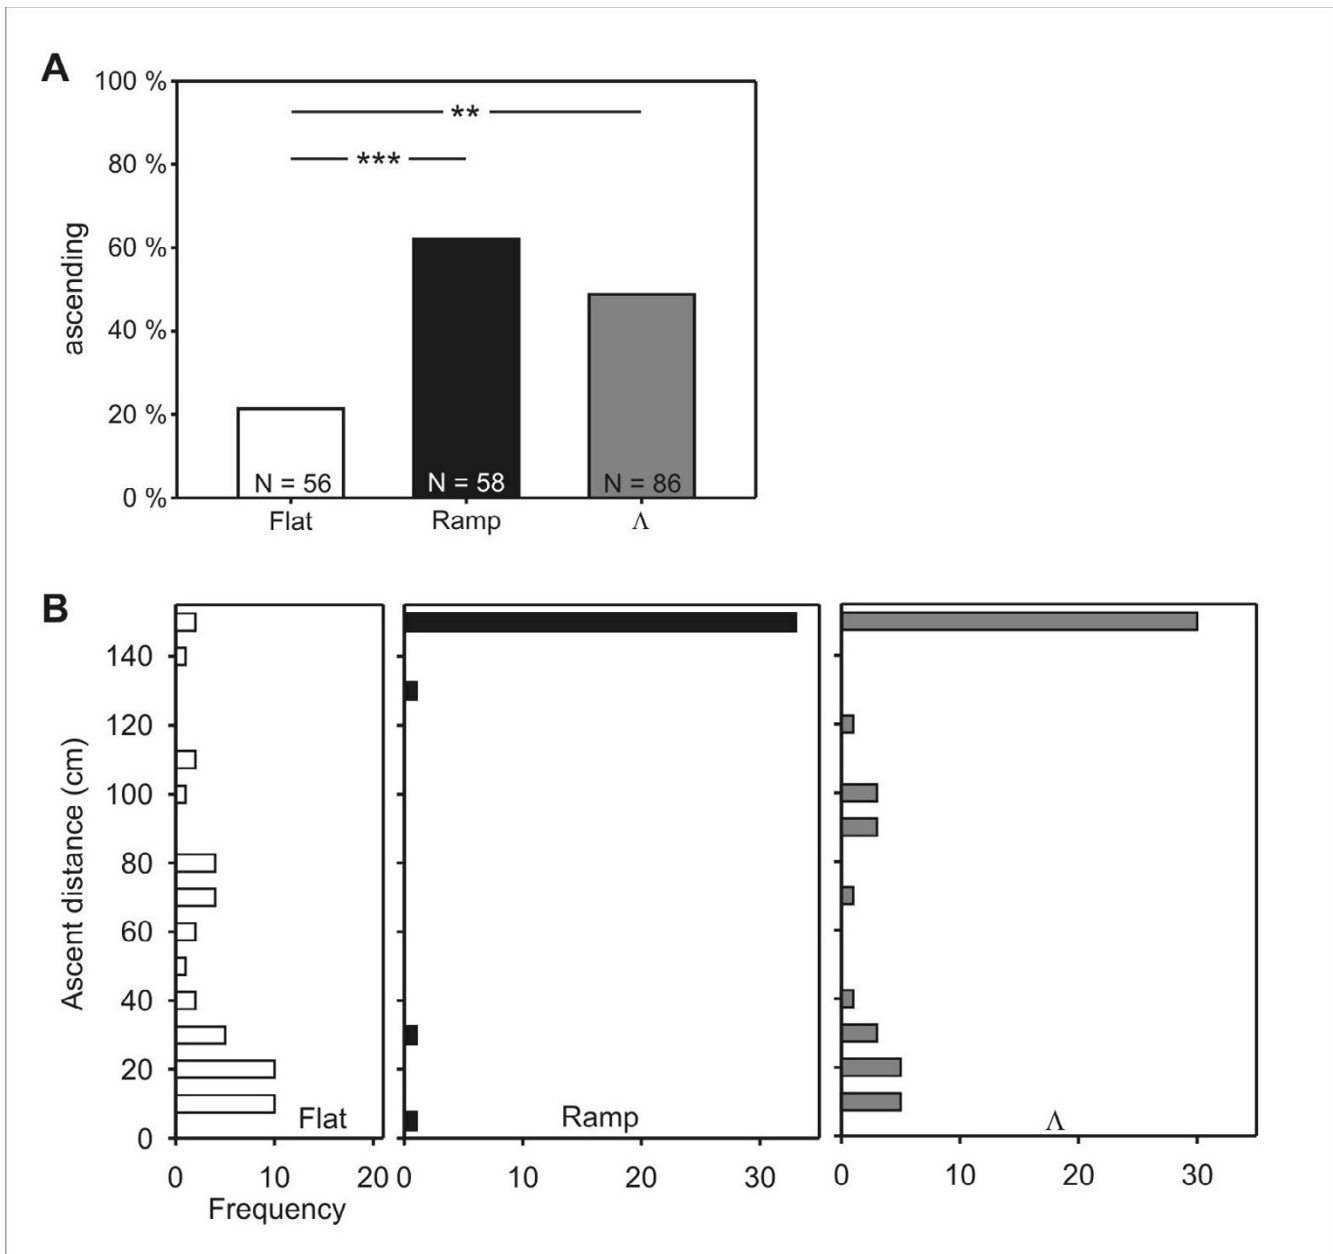 A
100 %
**
80 %
***
60 %
ascending
40 %
20 %
N = 56
N = 58
N = 86
0 %
Flat
Ramp
Λ
B
140
120
100
80
60
40
20
0
Ascent distance (cm)
Flat
Ramp
Λ
0
10
20
0
10
20
30
0
10
20
30
Frequency